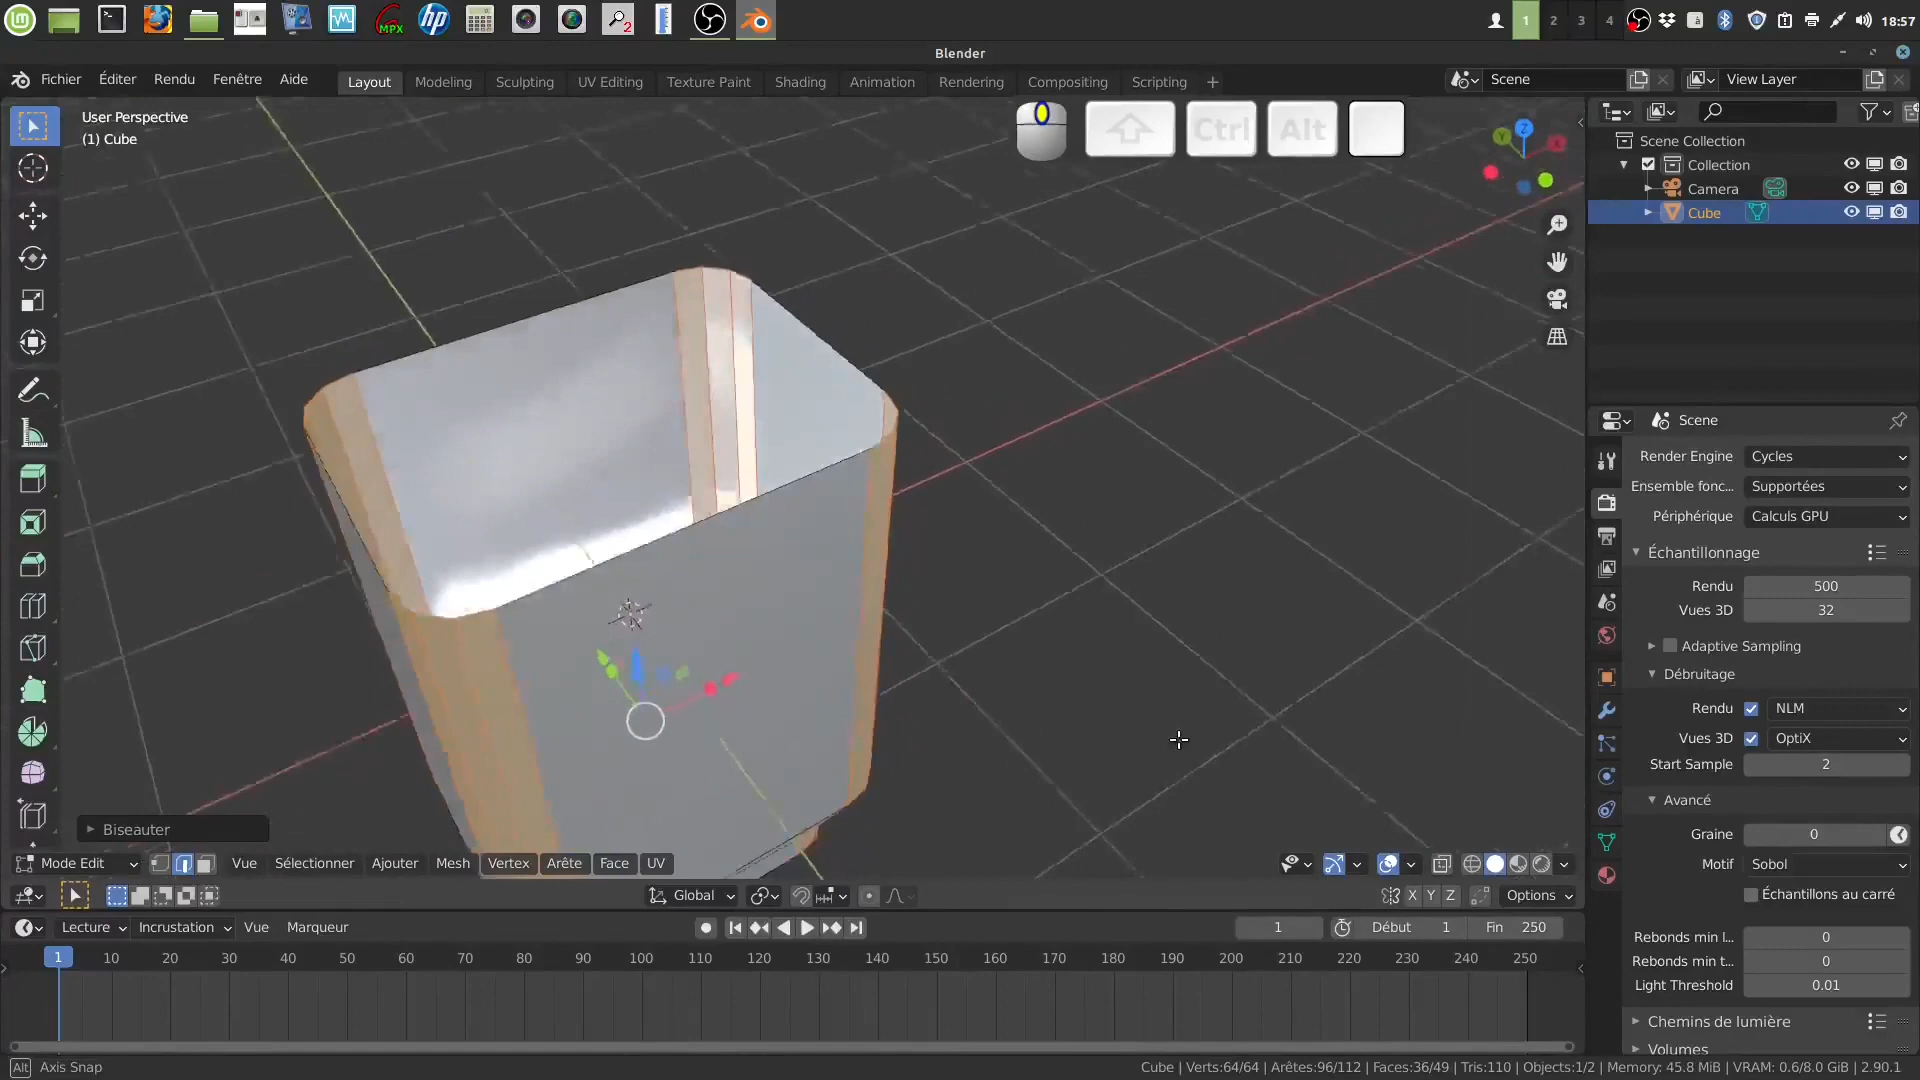 MPX
hp
2
1 2 3 4
18:57
Blender
Fichier Éditer Rendu Fenêtre Aide
Layout Modeling Sculpting UV Editing Texture Paint Shading Animation Rendering Compositing Scripting +
Scene
View Layer
User Perspective
(1) Cube
Ctrl Alt
Z Y X
Scene Collection
Collection
Camera
Cube
Scene
Render Engine Cycles
Ensemble fonc... Supportées
Périphérique Calculs GPU
Échantillonnage
Rendu 500
Vues 3D 32
Adaptive Sampling
Débruitage
Rendu NLM
Vues 3D OptiX
Start Sample 2
Avancé
Graine 0
Motif Sobol
Échantillons au carré
Rebonds min l... 0
Rebonds min t... 0
Light Threshold 0.01
Chemins de lumière
Volumes
Biseauter
Mode Edit Vue Sélectionner Ajouter Mesh Vertex Arête Face UV
Global X Y Z Options
Lecture Incrustation Vue Marqueur 1 Début 1 Fin 250
1 10 20 30 40 50 60 70 80 90 100 110 120 130 140 150 160 170 180 190 200 210 220 230 240 250
Alt Axis Snap
Cube | Verts:64/64 | Arêtes:96/112 | Faces:36/49 | Tris:110 | Objects:1/2 | Memory: 45.8 MiB | VRAM: 0.6/8.0 GiB | 2.90.1